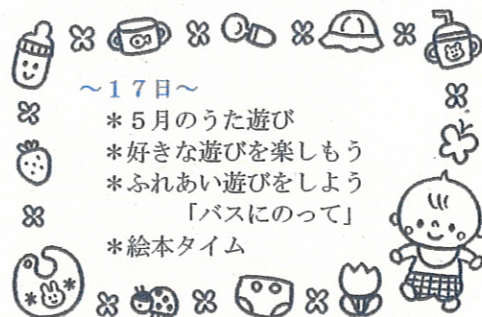 ～１７日～
＊５月のうた遊び
＊好きな遊びを楽しもう
＊ふれあい遊びをしよう
「バスにのって」
＊絵本タイム